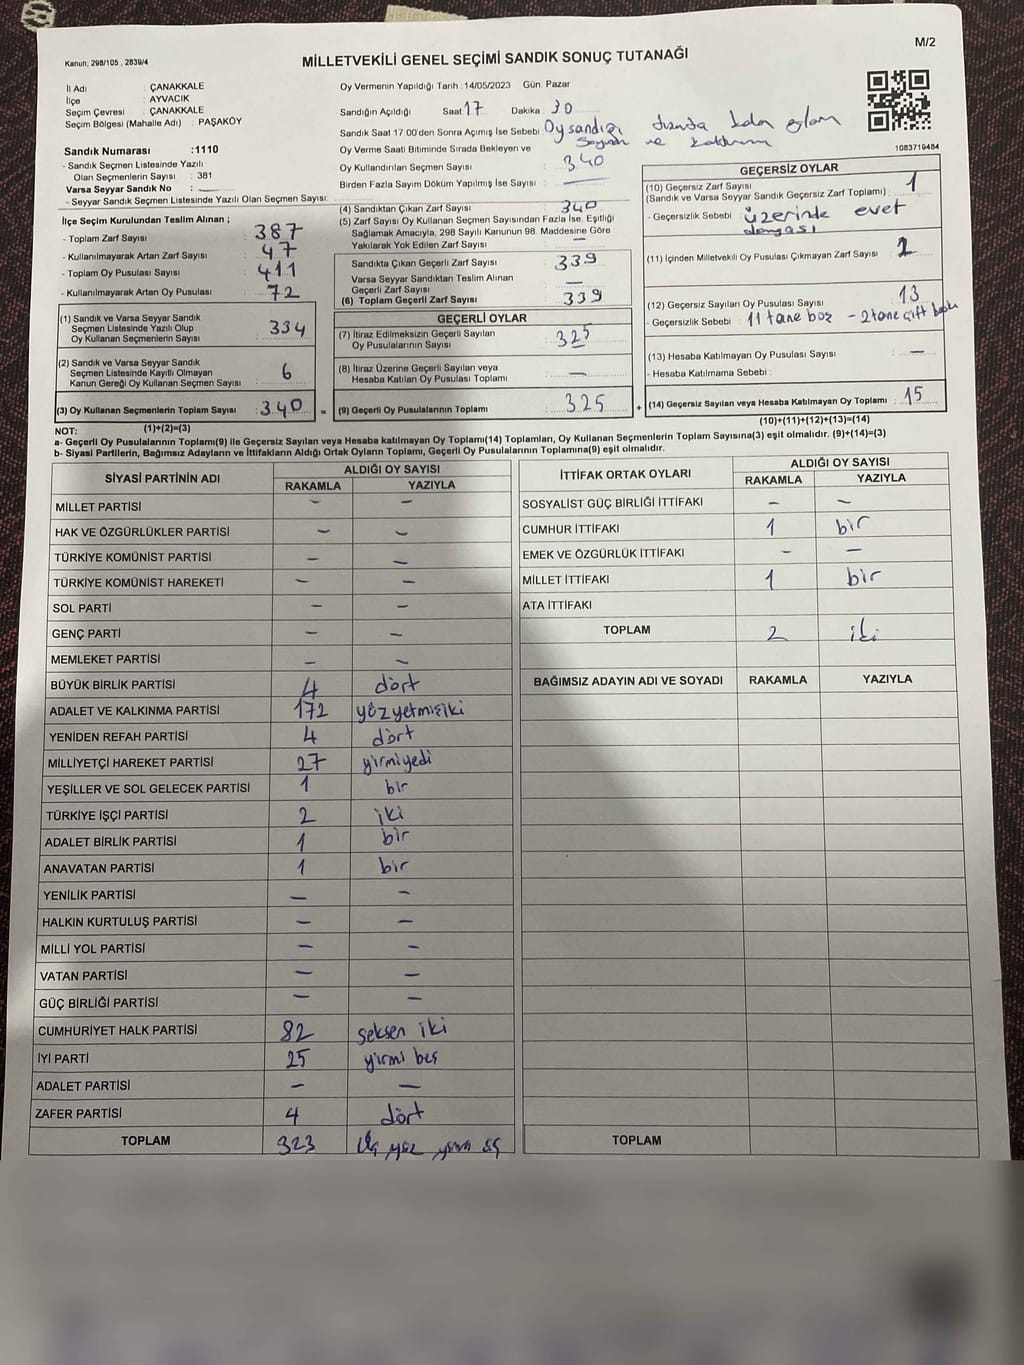 M/2
Kanun, 298/105 , 2839/4
MİLLETVEKİLİ GENEL SEÇİMİ SANDIK SONUÇ TUTANAĞI
İl Adı : ÇANAKKALE
İlçe : AYVACIK
Seçim Çevresi : ÇANAKKALE
Seçim Bölgesi (Mahalle Adı) : PAŞAKÖY
Sandık Numarası :1110
- Sandık Seçmen Listesinde Yazılı
Olan Seçmenlerin Sayısı : 381
Varsa Seyyar Sandık No :
- Seyyar Sandık Seçmen Listesinde Yazılı Olan Seçmen Sayısı:
Oy Vermenin Yapıldığı Tarih :14/05/2023 Gün: Pazar
Sandığın Açıldığı Saat 17 Dakika 30
Sandık Saat 17.00'den Sonra Açımış İse Sebebi Oy sandığı
Oy Verme Saati Bitiminde Sırada Bekleyen ve
Oy Kullandırılan Seçmen Sayısı : 340
Birden Fazla Sayım Döküm Yapılmış İse Sayısı : —
1083719484
İlçe Seçim Kurulundan Teslim Alınan ;
- Toplam Zarf Sayısı : 387
- Kullanılmayarak Artan Zarf Sayısı : 47
- Toplam Oy Pusulası Sayısı : 411
- Kullanılmayarak Artan Oy Pusulası : 72
(1) Sandık ve Varsa Seyyar Sandık
Seçmen Listesinde Yazılı Olup
Oy Kullanan Seçmenlerin Sayısı : 334
(2) Sandık ve Varsa Seyyar Sandık
Seçmen Listesinde Kayıtlı Olmayan
Kanun Gereği Oy Kullanan Seçmen Sayısı : 6
(3) Oy Kullanan Seçmenlerin Toplam Sayısı : 340 =
(1)+(2)=(3)
(4) Sandıktan Çıkan Zarf Sayısı : 340
(5) Zarf Sayısı Oy Kullanan Seçmen Sayısından Fazla İse, Eşitliği
Sağlamak Amacıyla, 298 Sayılı Kanunun 98. Maddesine Göre
Yakılarak Yok Edilen Zarf Sayısı : —
Sandıkta Çıkan Geçerli Zarf Sayısı : 339
Varsa Seyyar Sandıktan Teslim Alınan
Geçerli Zarf Sayısı : —
(6) Toplam Geçerli Zarf Sayısı : 339
GEÇERLİ OYLAR
(7) İtiraz Edilmeksizin Geçerli Sayılan
Oy Pusulalarının Sayısı : 325
(8) İtiraz Üzerine Geçerli Sayılan veya
Hesaba Katılan Oy Pusulası Toplamı : —
(9) Geçerli Oy Pusulalarının Toplamı : 325 +
GEÇERSİZ OYLAR
(10) Geçersiz Zarf Sayısı : 1
(Sandık ve Varsa Seyyar Sandık Geçersiz Zarf Toplamı)
- Geçersizlik Sebebi : üzerinde evet
damgası
(11) İçinden Milletvekili Oy Pusulası Çıkmayan Zarf Sayısı :
(12) Geçersiz Sayılan Oy Pusulası Sayısı : 13
- Geçersizlik Sebebi : 11 tane boş - 2 tane çift
(13) Hesaba Katılmayan Oy Pusulası Sayısı : —
- Hesaba Katılmama Sebebi :
(14) Geçersiz Sayılan veya Hesaba Katılmayan Oy Toplamı : 15
(10)+(11)+(12)+(13)=(14)
NOT:
a- Geçerli Oy Pusulalarının Toplamı(9) ile Geçersiz Sayılan veya Hesaba katılmayan Oy Toplamı(14) Toplamları, Oy Kullanan Seçmenlerin Toplam Sayısına(3) eşit olmalıdır. (9)+(14)=(3)
b- Siyasi Partilerin, Bağımsız Adayların ve İttifakların Aldığı Ortak Oyların Toplamı, Geçerli Oy Pusulalarının Toplamına(9) eşit olmalıdır.
SİYASİ PARTİNİN ADI ALDIĞI OY SAYISI
RAKAMLA YAZIYLA
MİLLET PARTİSİ - -
HAK VE ÖZGÜRLÜKLER PARTİSİ - -
TÜRKİYE KOMÜNİST PARTİSİ - -
TÜRKİYE KOMÜNİST HAREKETİ - -
SOL PARTİ - -
GENÇ PARTİ - -
MEMLEKET PARTİSİ - -
BÜYÜK BİRLİK PARTİSİ 4 dört
ADALET VE KALKINMA PARTİSİ 172 yüzyetmişiki
YENİDEN REFAH PARTİSİ 4 dört
MİLLİYETÇİ HAREKET PARTİSİ 27 yirmiyedi
YEŞİLLER VE SOL GELECEK PARTİSİ 1 bir
TÜRKİYE İŞÇİ PARTİSİ 2 iki
ADALET BİRLİK PARTİSİ 1 bir
ANAVATAN PARTİSİ 1 bir
YENİLİK PARTİSİ - -
HALKIN KURTULUŞ PARTİSİ - -
MİLLİ YOL PARTİSİ - -
VATAN PARTİSİ - -
GÜÇ BİRLİĞİ PARTİSİ - -
CUMHURİYET HALK PARTİSİ 82 seksen iki
İYİ PARTİ 25 yirmi beş
ADALET PARTİSİ - -
ZAFER PARTİSİ 4 dört
TOPLAM 323 Üç yüz yirmi üç
İTTİFAK ORTAK OYLARI ALDIĞI OY SAYISI
RAKAMLA YAZIYLA
SOSYALİST GÜÇ BİRLİĞİ İTTİFAKI - -
CUMHUR İTTİFAKI 1 bir
EMEK VE ÖZGÜRLÜK İTTİFAKI - -
MİLLET İTTİFAKI 1 bir
ATA İTTİFAKI
TOPLAM 2 iki
BAĞIMSIZ ADAYIN ADI VE SOYADI RAKAMLA YAZIYLA
TOPLAM